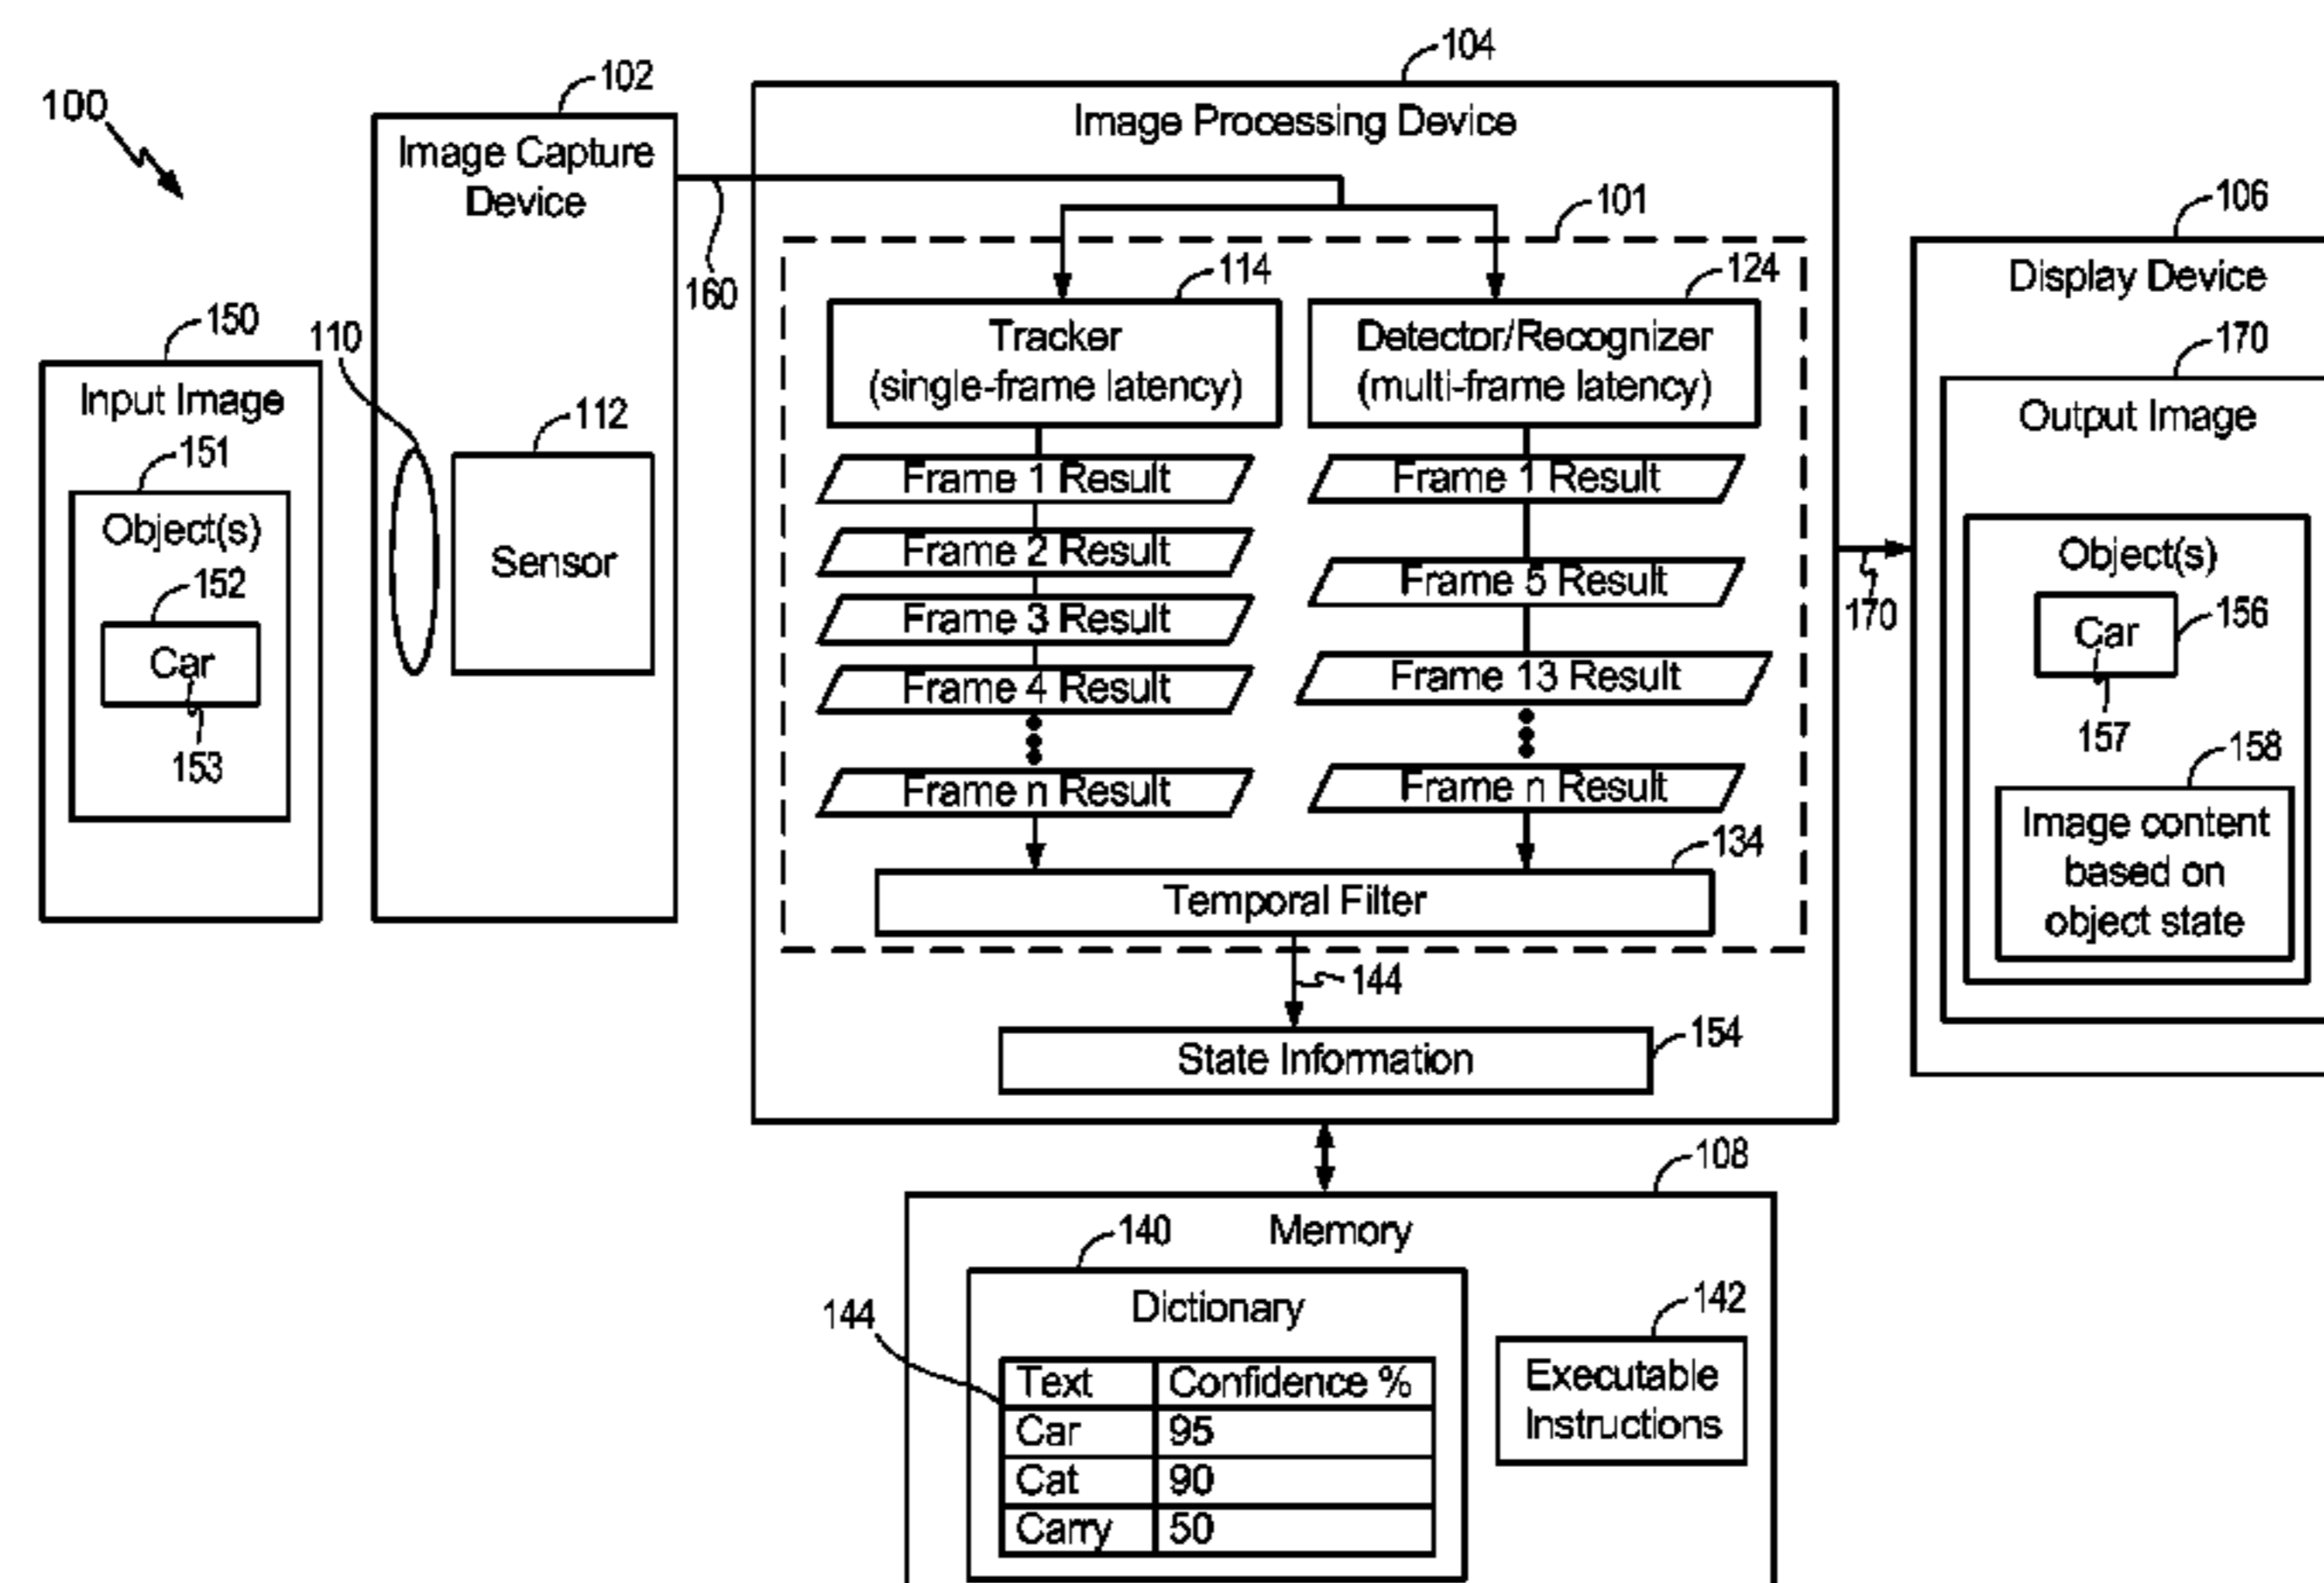 100
102
Image Capture
Device
110
112
Sensor
150
Input Image
151
Object(s)
152
Car
153
160
104
Image Processing Device
101
114
Tracker
(single-frame latency)
Frame 1 Result
Frame 2 Result
Frame 3 Result
Frame 4 Result
Frame n Result
124
Detector/Recognizer
(multi-frame latency)
Frame 1 Result
Frame 5 Result
Frame 13 Result
Frame n Result
134
Temporal Filter
144
154
State Information
170
106
Display Device
170
Output Image
Object(s)
Car
156
157
158
Image content
based on
object state
108
Memory
140
Dictionary
144
Text Confidence %
Car 95
Cat 90
Carry 50
142
Executable
Instructions